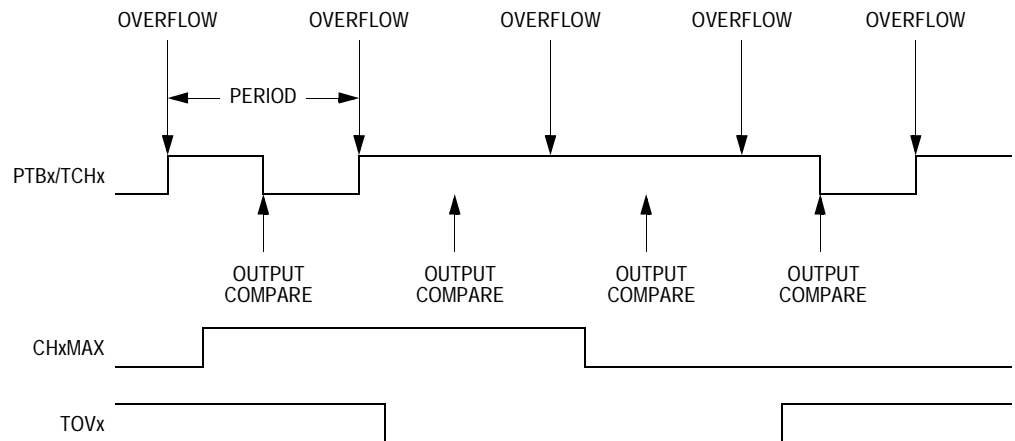 OVERFLOW OVERFLOW OVERFLOW OVERFLOW OVERFLOW
PERIOD
PTBx/TCHx
OUTPUT COMPARE
OUTPUT COMPARE
OUTPUT COMPARE
OUTPUT COMPARE
CHxMAX
TOVx